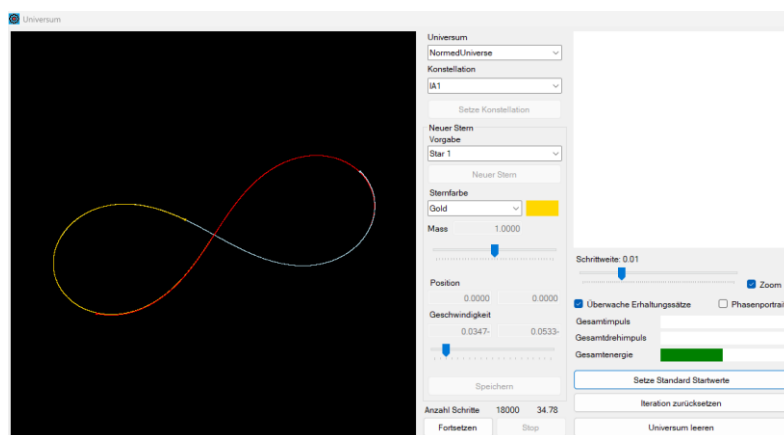 Universum
Universum
NormedUniverse
Konstellation
IA1
Setze Konstellation
Neuer Stern
Vorgabe
Star 1
Neuer Stern
Sternfarbe
Gold
Mass 1.0000
Position
0.0000 0.0000
Geschwindigkeit
0.0347- 0.0533-
Speichern
Anzahl Schritte 18000 34.78
Fortsetzen Stop
Schrittweite: 0.01
Zoom
Überwache Erhaltungssätze Phasenportrait
Gesamtimpuls
Gesamtdrehimpuls
Gesamtenergie
Setze Standard Startwerte
Iteration zurücksetzen
Universum leeren